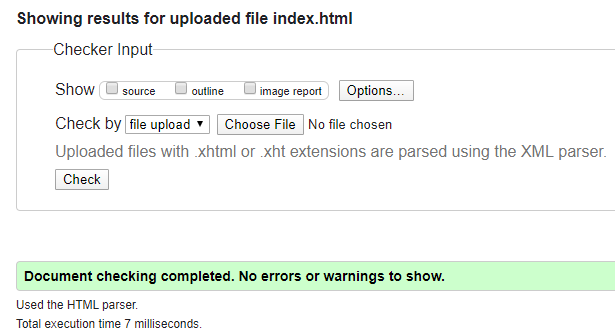 Showing results for uploaded file index.html
Checker Input
Show source outline image report Options...
Check by file upload Choose File No file chosen
Uploaded files with .xhtml or .xht extensions are parsed using the XML parser.
Check
Document checking completed. No errors or warnings to show.
Used the HTML parser.
Total execution time 7 milliseconds.